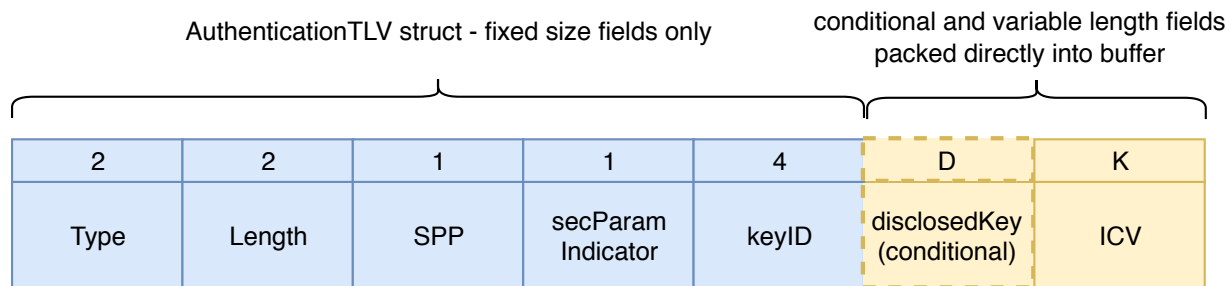 AuthenticationTLV struct - fixed size fields only
conditional and variable length fields
packed directly into buffer
2 2 1 1 4 D K
Type Length SPP secParam
Indicator keyID disclosedKey
(conditional) ICV